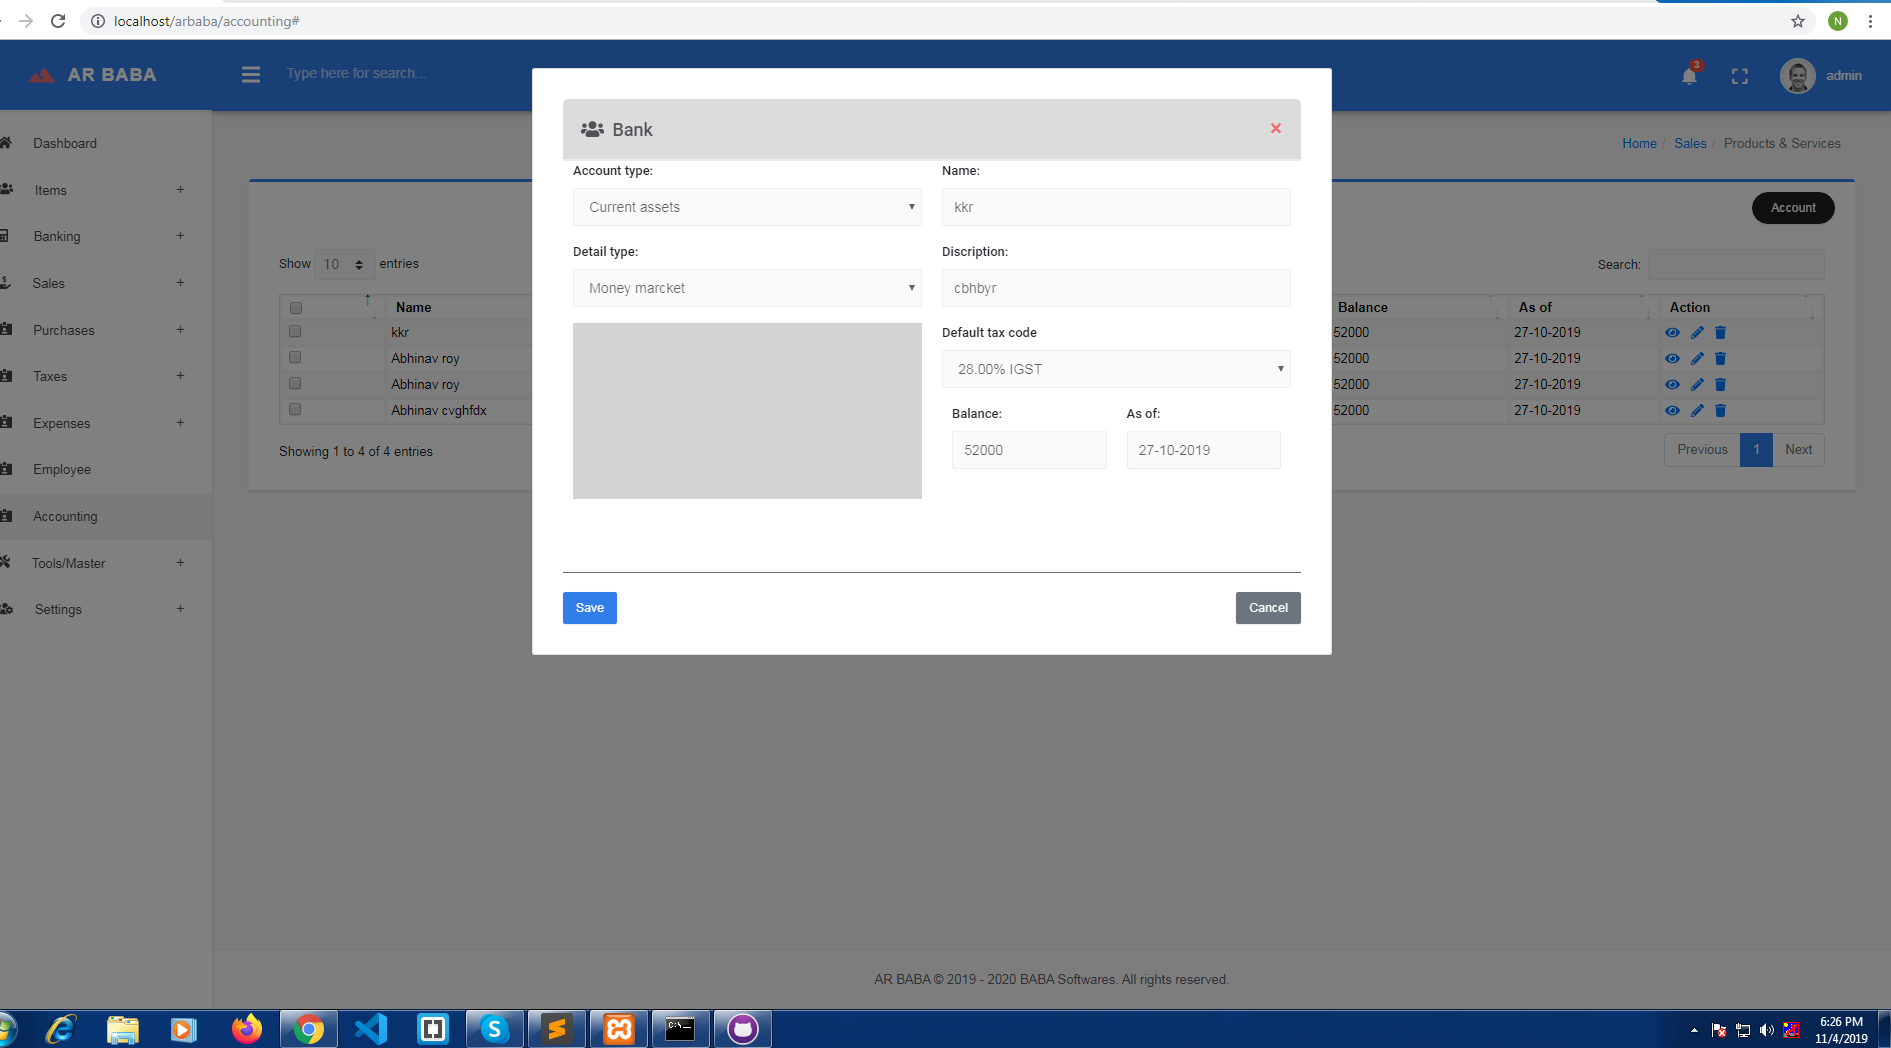 localhost/arbaba/accounting#
N
AR BABA
Type here for search...
3
admin
Dashboard
Items +
Banking +
Sales +
Purchases +
Taxes +
Expenses +
Employee
Accounting
Tools/Master +
Settings +
Home / Sales / Products & Services
Account
Show 10 entries
Search:
Name Balance As of Action
kkr 52000 27-10-2019
Abhinav roy 52000 27-10-2019
Abhinav roy 52000 27-10-2019
Abhinav cvghfdx 52000 27-10-2019
Showing 1 to 4 of 4 entries
Previous 1 Next
Bank
Account type: Name:
Current assets kkr
Detail type: Discription:
Money marcket cbhbyr
Default tax code
28.00% IGST
Balance: As of:
52000 27-10-2019
Save Cancel
AR BABA © 2019 - 2020 BABA Softwares. All rights reserved.
6:26 PM
11/4/2019